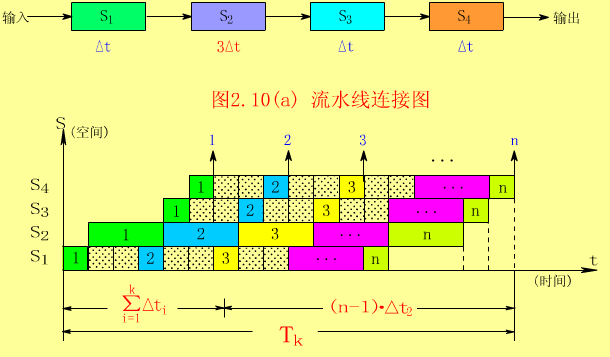 输入 S1 S2 S3 S4 输出
Δt 3Δt Δt Δt
图2.10(a) 流水线连接图
S (空间)
1 2 3 n
...
S4 1 2 3 ... n
S3 1 2 3 ... n
S2 1 2 3 ... n
S1 1 2 3 ... n
t
(时间)
k
∑Δti (n-1)•Δt2
i=1
Tk